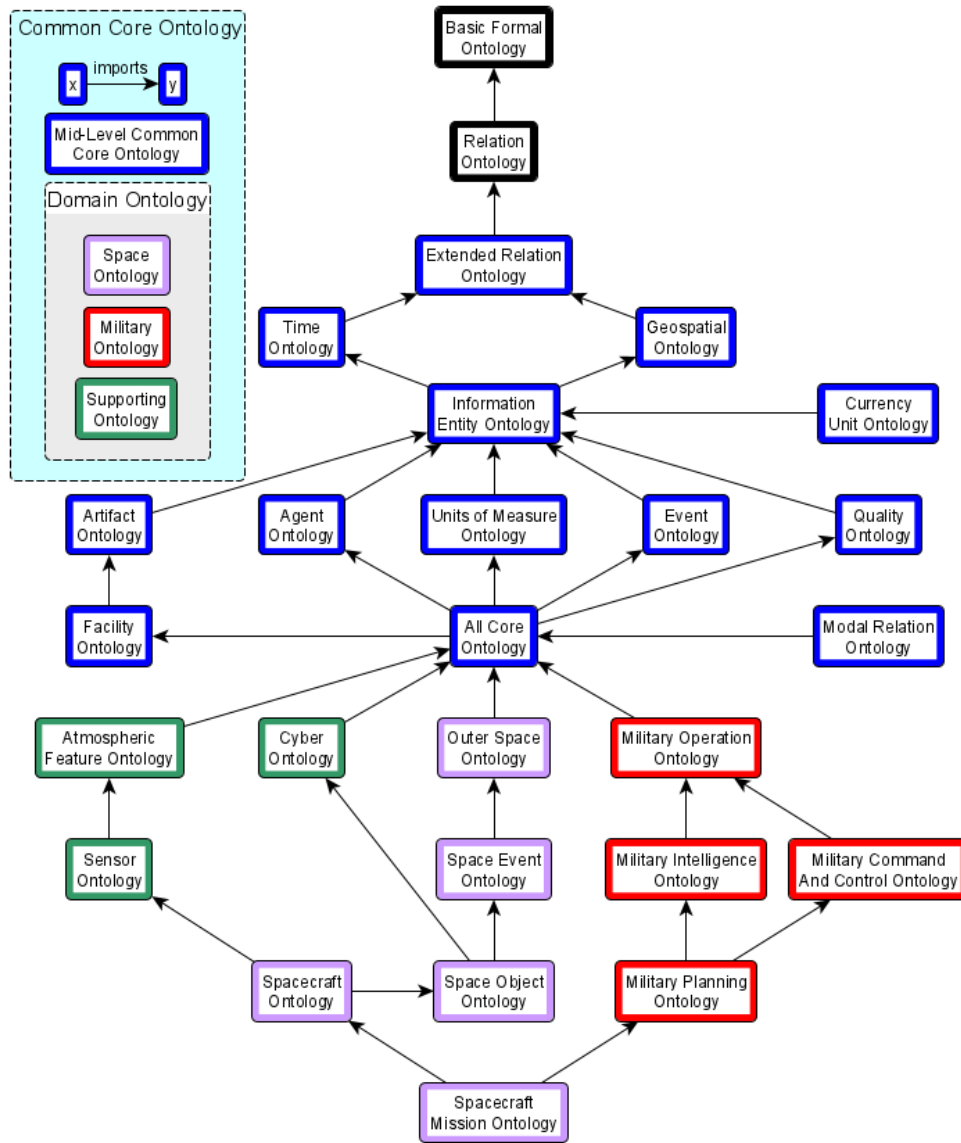 Common Core Ontology
imports
x
y
Mid-Level Common
Core Ontology
Domain Ontology
Space
Ontology
Military
Ontology
Supporting
Ontology
Basic Formal
Ontology
Relation
Ontology
Extended Relation
Ontology
Time
Ontology
Geospatial
Ontology
Information
Entity Ontology
Currency
Unit Ontology
Artifact
Ontology
Agent
Ontology
Units of Measure
Ontology
Event
Ontology
Quality
Ontology
Facility
Ontology
All Core
Ontology
Modal Relation
Ontology
Atmospheric
Feature Ontology
Cyber
Ontology
Outer Space
Ontology
Military Operation
Ontology
Sensor
Ontology
Space Event
Ontology
Military Intelligence
Ontology
Military Command
And Control Ontology
Spacecraft
Ontology
Space Object
Ontology
Military Planning
Ontology
Spacecraft
Mission Ontology